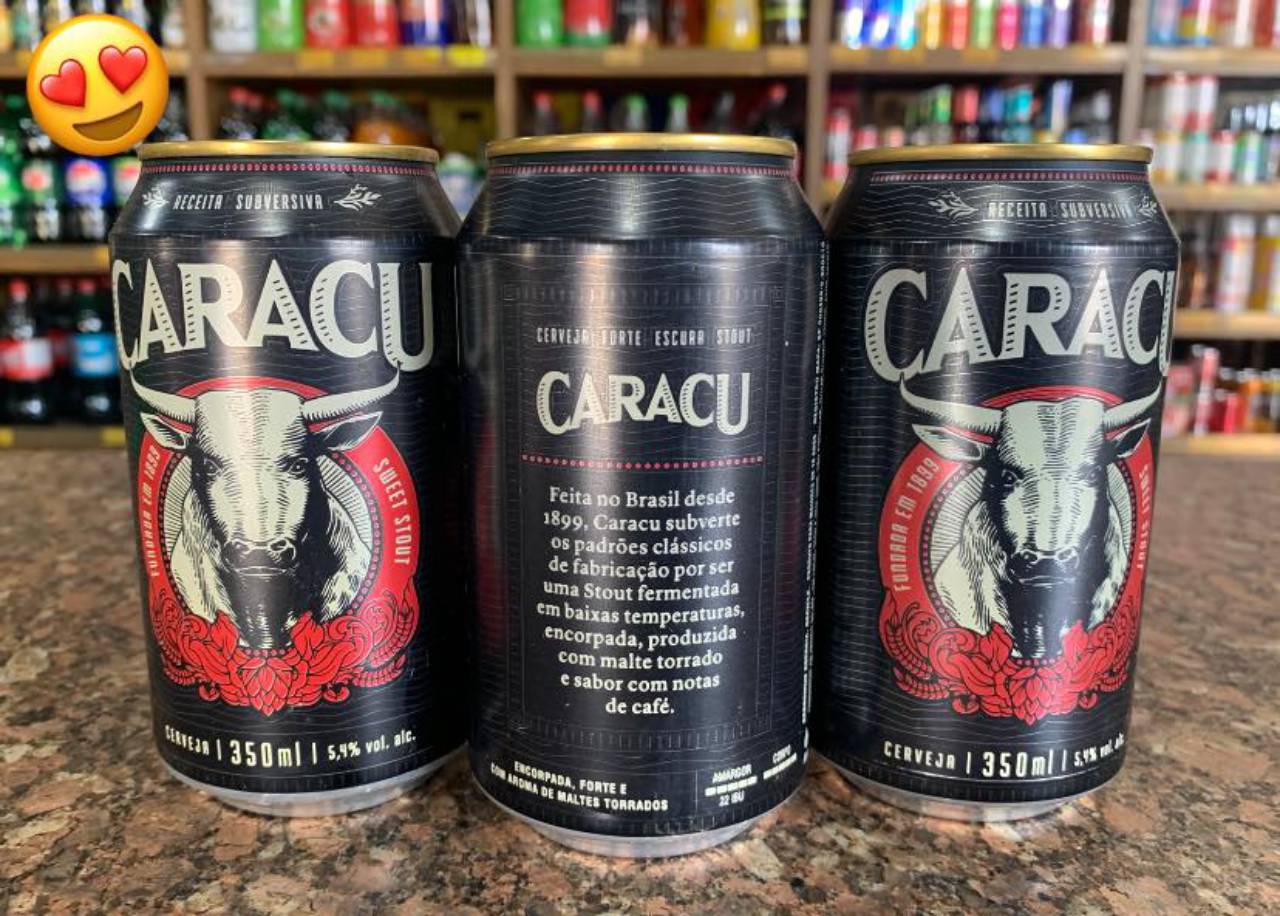 RECEITA SUBVERSIVA
CARACU
FUNDADA EM 1899
SWEET STOUT
CERVEJA | 350ml | 5,4% vol. alc.
CERVEJA FORTE ESCURA STOUT
CARACU
Feita no Brasil desde
1899, Caracu subverte
os padrões clássicos
de fabricação por ser
uma Stout fermentada
em baixas temperaturas,
encorpada, produzida
com malte torrado
e sabor com notas
de café.
ENCORPADA, FORTE E
COM AROMA DE MALTES TORRADOS
AMARGOR
22 IBU
CORPO
RECEITA SUBVERSIVA
CARACU
FUNDADA EM 1899
SWEET STOUT
CERVEJA | 350ml | 5,4% vol. alc.